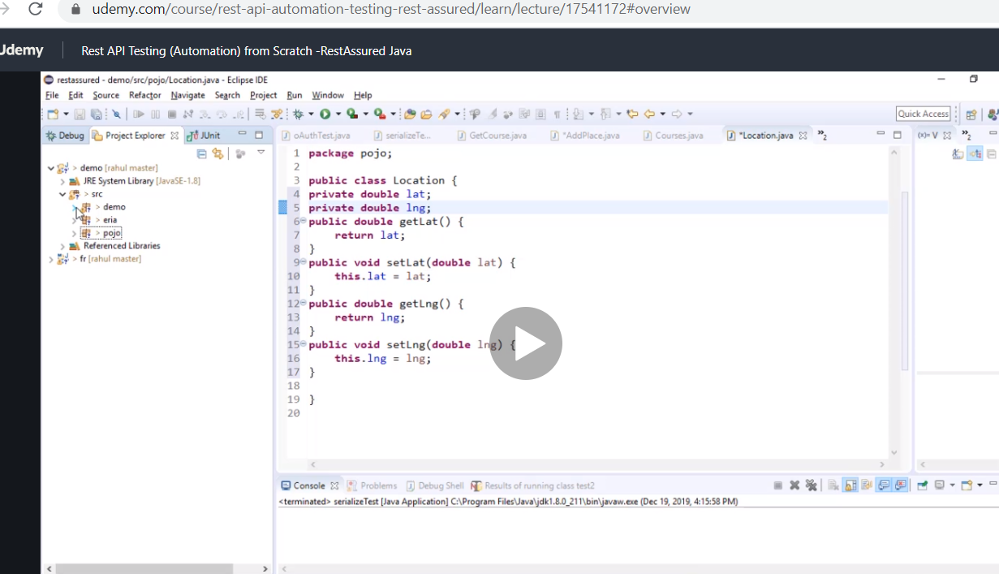 udemy.com/course/rest-api-automation-testing-rest-assured/learn/lecture/17541172#overview
Udemy
Rest API Testing (Automation) from Scratch -RestAssured Java
restassured - demo/src/pojo/Location.java - Eclipse IDE
File Edit Source Refactor Navigate Search Project Run Window Help
Quick Access
Debug Project Explorer JUnit
oAuthTest.java serializeTe... GetCourse.java *AddPlace.java Courses.java *Location.java »2
(x)= V »2
> demo [rahul master]
JRE System Library [JavaSE-1.8]
> src
> demo
> eria
> pojo
Referenced Libraries
> fr [rahul master]
1 package pojo;
2
3 public class Location {
4 private double lat;
5 private double lng;
6 public double getLat() {
7 return lat;
8 }
9 public void setLat(double lat) {
10 this.lat = lat;
11 }
12 public double getLng() {
13 return lng;
14 }
15 public void setLng(double lng) {
16 this.lng = lng;
17 }
18
19 }
20
Console Problems Debug Shell Results of running class test2
<terminated> serializeTest [Java Application] C:\Program Files\Java\jdk1.8.0_211\bin\javaw.exe (Dec 19, 2019, 4:15:58 PM)